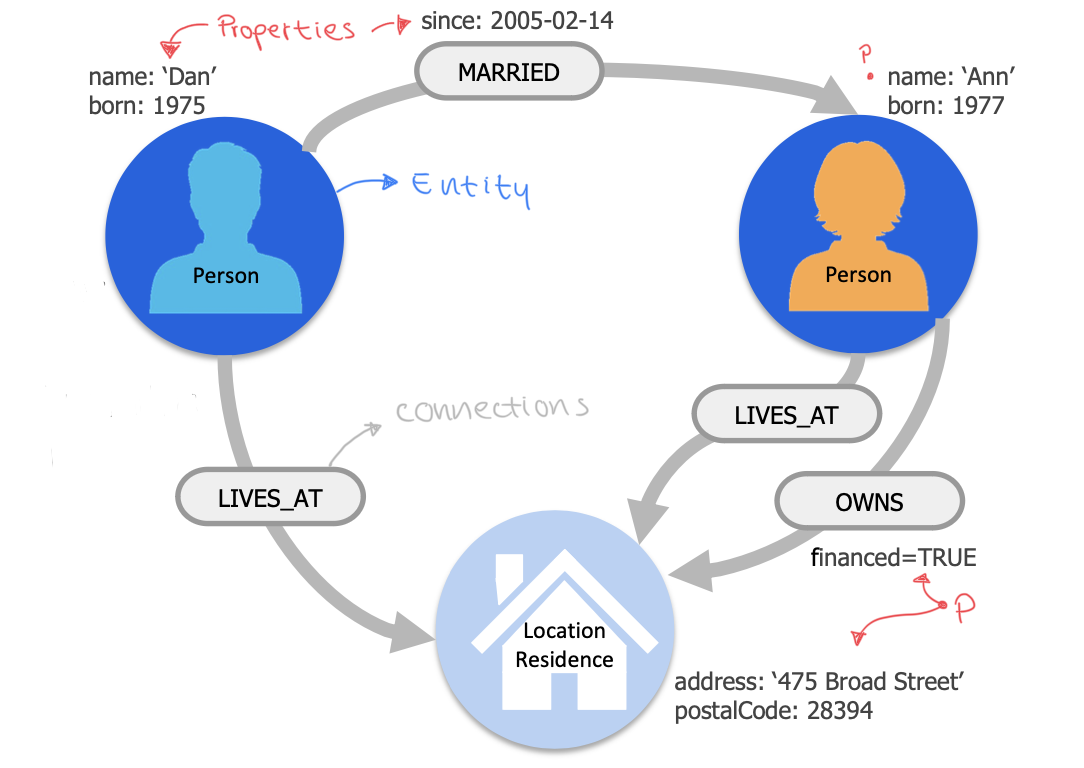 Properties
since: 2005-02-14
MARRIED
name: ‘Dan’
born: 1975
P
name: ‘Ann’
born: 1977
Entity
Person
Person
connections
LIVES_AT
LIVES_AT
OWNS
financed=TRUE
P
Location
Residence
address: ‘475 Broad Street’
postalCode: 28394